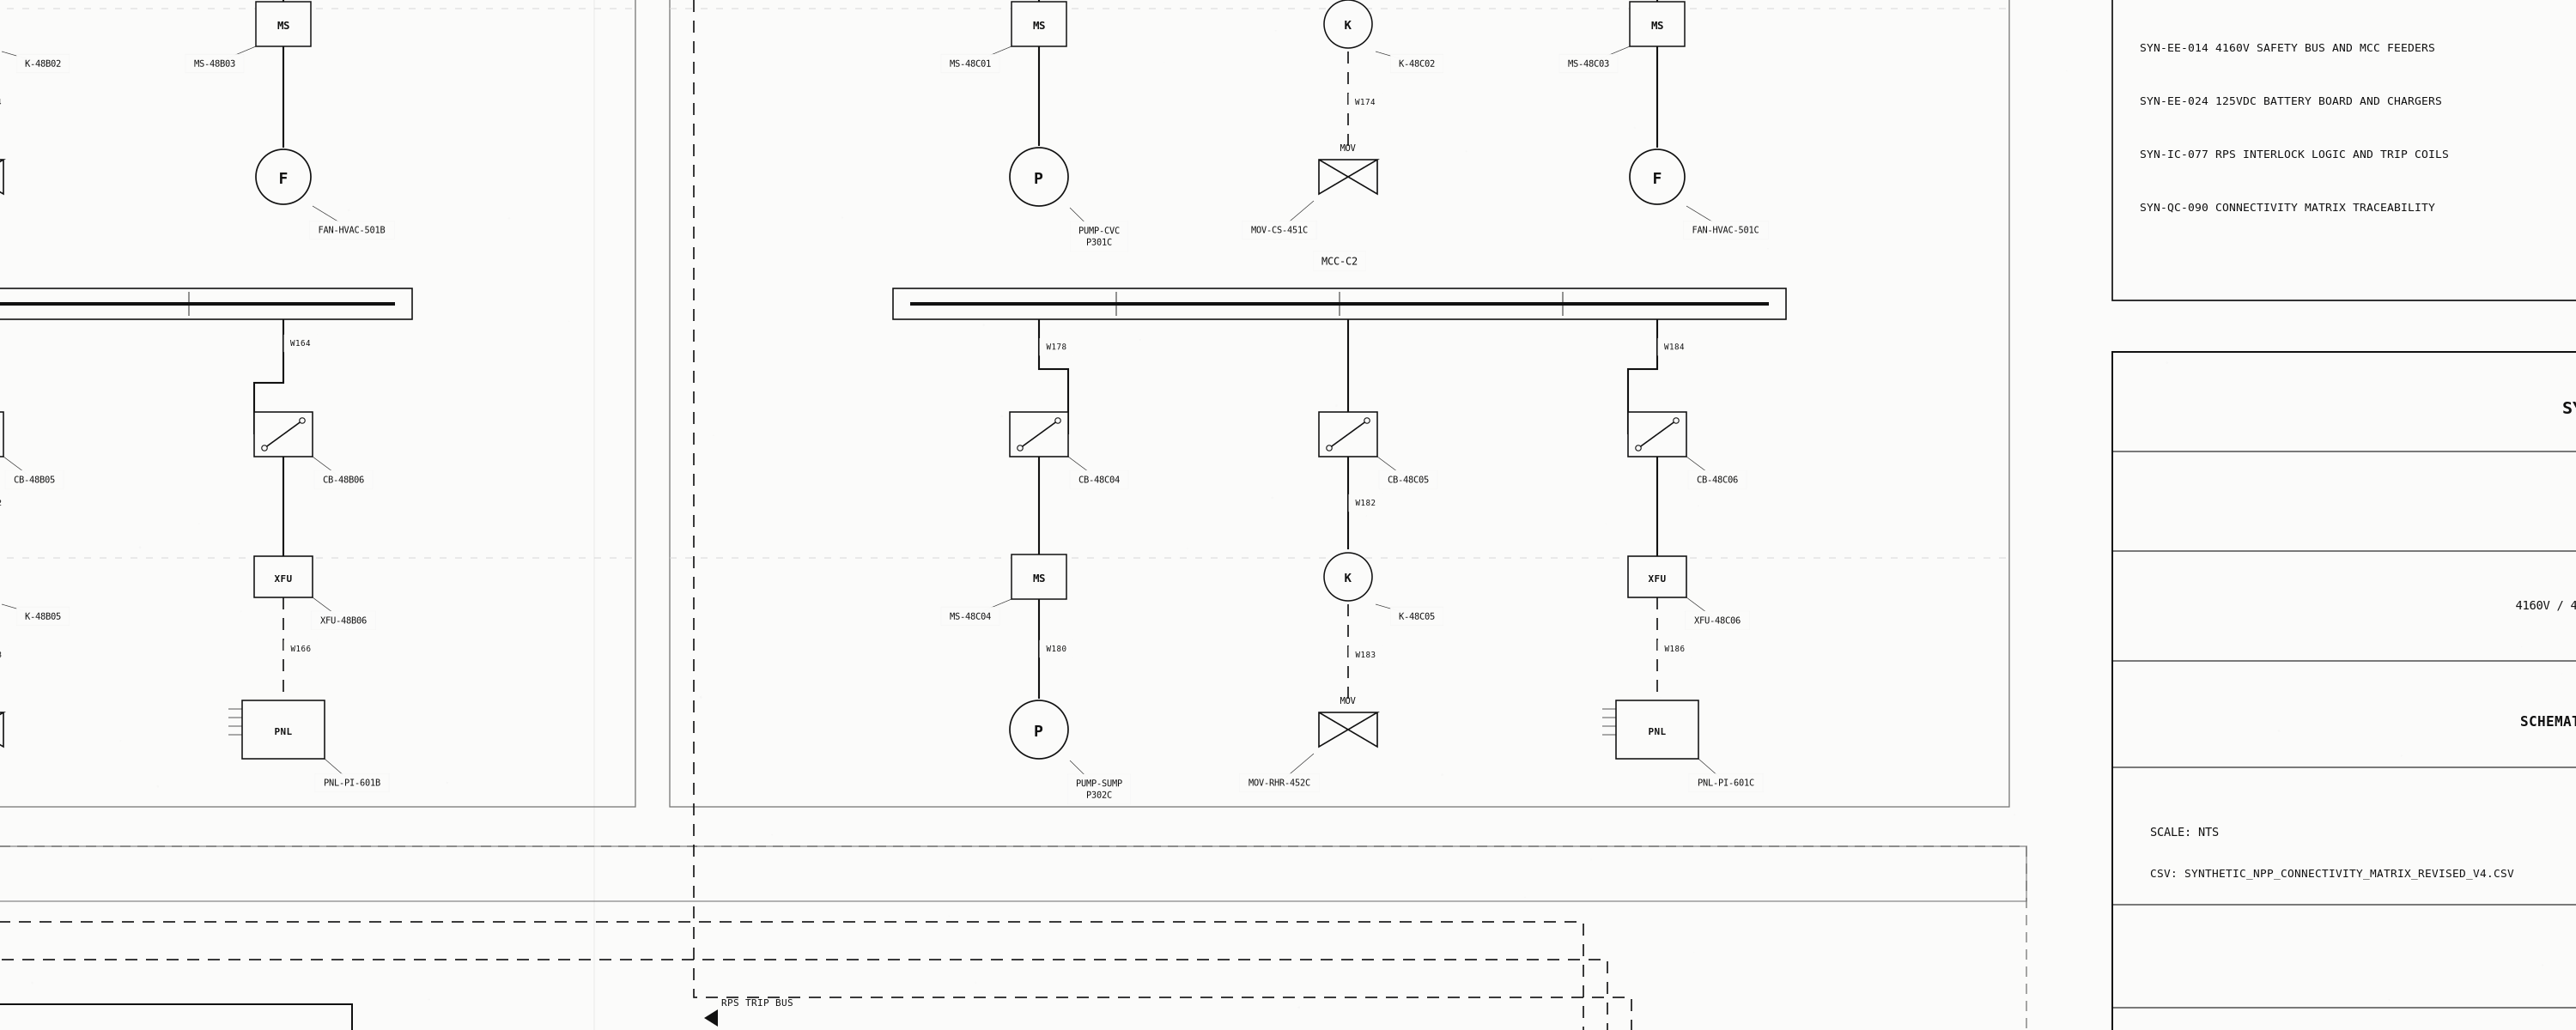 MS
MS
K
MS
K-48B02
MS-48B03
MS-48C01
K-48C02
MS-48C03
SYN-EE-014 4160V SAFETY BUS AND MCC FEEDERS
W174
SYN-EE-024 125VDC BATTERY BOARD AND CHARGERS
MOV
SYN-IC-077 RPS INTERLOCK LOGIC AND TRIP COILS
F
P
F
SYN-QC-090 CONNECTIVITY MATRIX TRACEABILITY
FAN-HVAC-501B
PUMP-CVC
P301C
MOV-CS-451C
FAN-HVAC-501C
MCC-C2
W164
W178
W184
CB-48B05
CB-48B06
CB-48C04
CB-48C05
CB-48C06
W182
XFU
MS
K
XFU
4160V / 4
K-48B05
XFU-48B06
MS-48C04
K-48C05
XFU-48C06
W166
W180
W183
W186
MOV
SCHEMAT
PNL
P
PNL
PNL-PI-601B
PUMP-SUMP
P302C
MOV-RHR-452C
PNL-PI-601C
SCALE: NTS
CSV: SYNTHETIC_NPP_CONNECTIVITY_MATRIX_REVISED_V4.CSV
RPS TRIP BUS